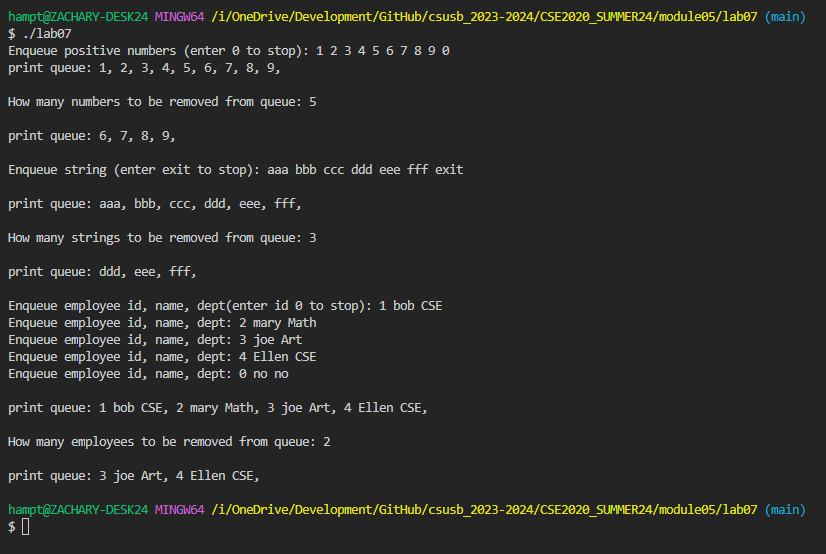 hampt@ZACHARY-DESK24 MINGW64 /i/OneDrive/Development/GitHub/csusb_2023-2024/CSE2020_SUMMER24/module05/lab07 (main)
$ ./lab07
Enqueue positive numbers (enter 0 to stop): 1 2 3 4 5 6 7 8 9 0
print queue: 1, 2, 3, 4, 5, 6, 7, 8, 9,
How many numbers to be removed from queue: 5
print queue: 6, 7, 8, 9,
Enqueue string (enter exit to stop): aaa bbb ccc ddd eee fff exit
print queue: aaa, bbb, ccc, ddd, eee, fff,
How many strings to be removed from queue: 3
print queue: ddd, eee, fff,
Enqueue employee id, name, dept(enter id 0 to stop): 1 bob CSE
Enqueue employee id, name, dept: 2 mary Math
Enqueue employee id, name, dept: 3 joe Art
Enqueue employee id, name, dept: 4 Ellen CSE
Enqueue employee id, name, dept: 0 no no
print queue: 1 bob CSE, 2 mary Math, 3 joe Art, 4 Ellen CSE,
How many employees to be removed from queue: 2
print queue: 3 joe Art, 4 Ellen CSE,
hampt@ZACHARY-DESK24 MINGW64 /i/OneDrive/Development/GitHub/csusb_2023-2024/CSE2020_SUMMER24/module05/lab07 (main)
$